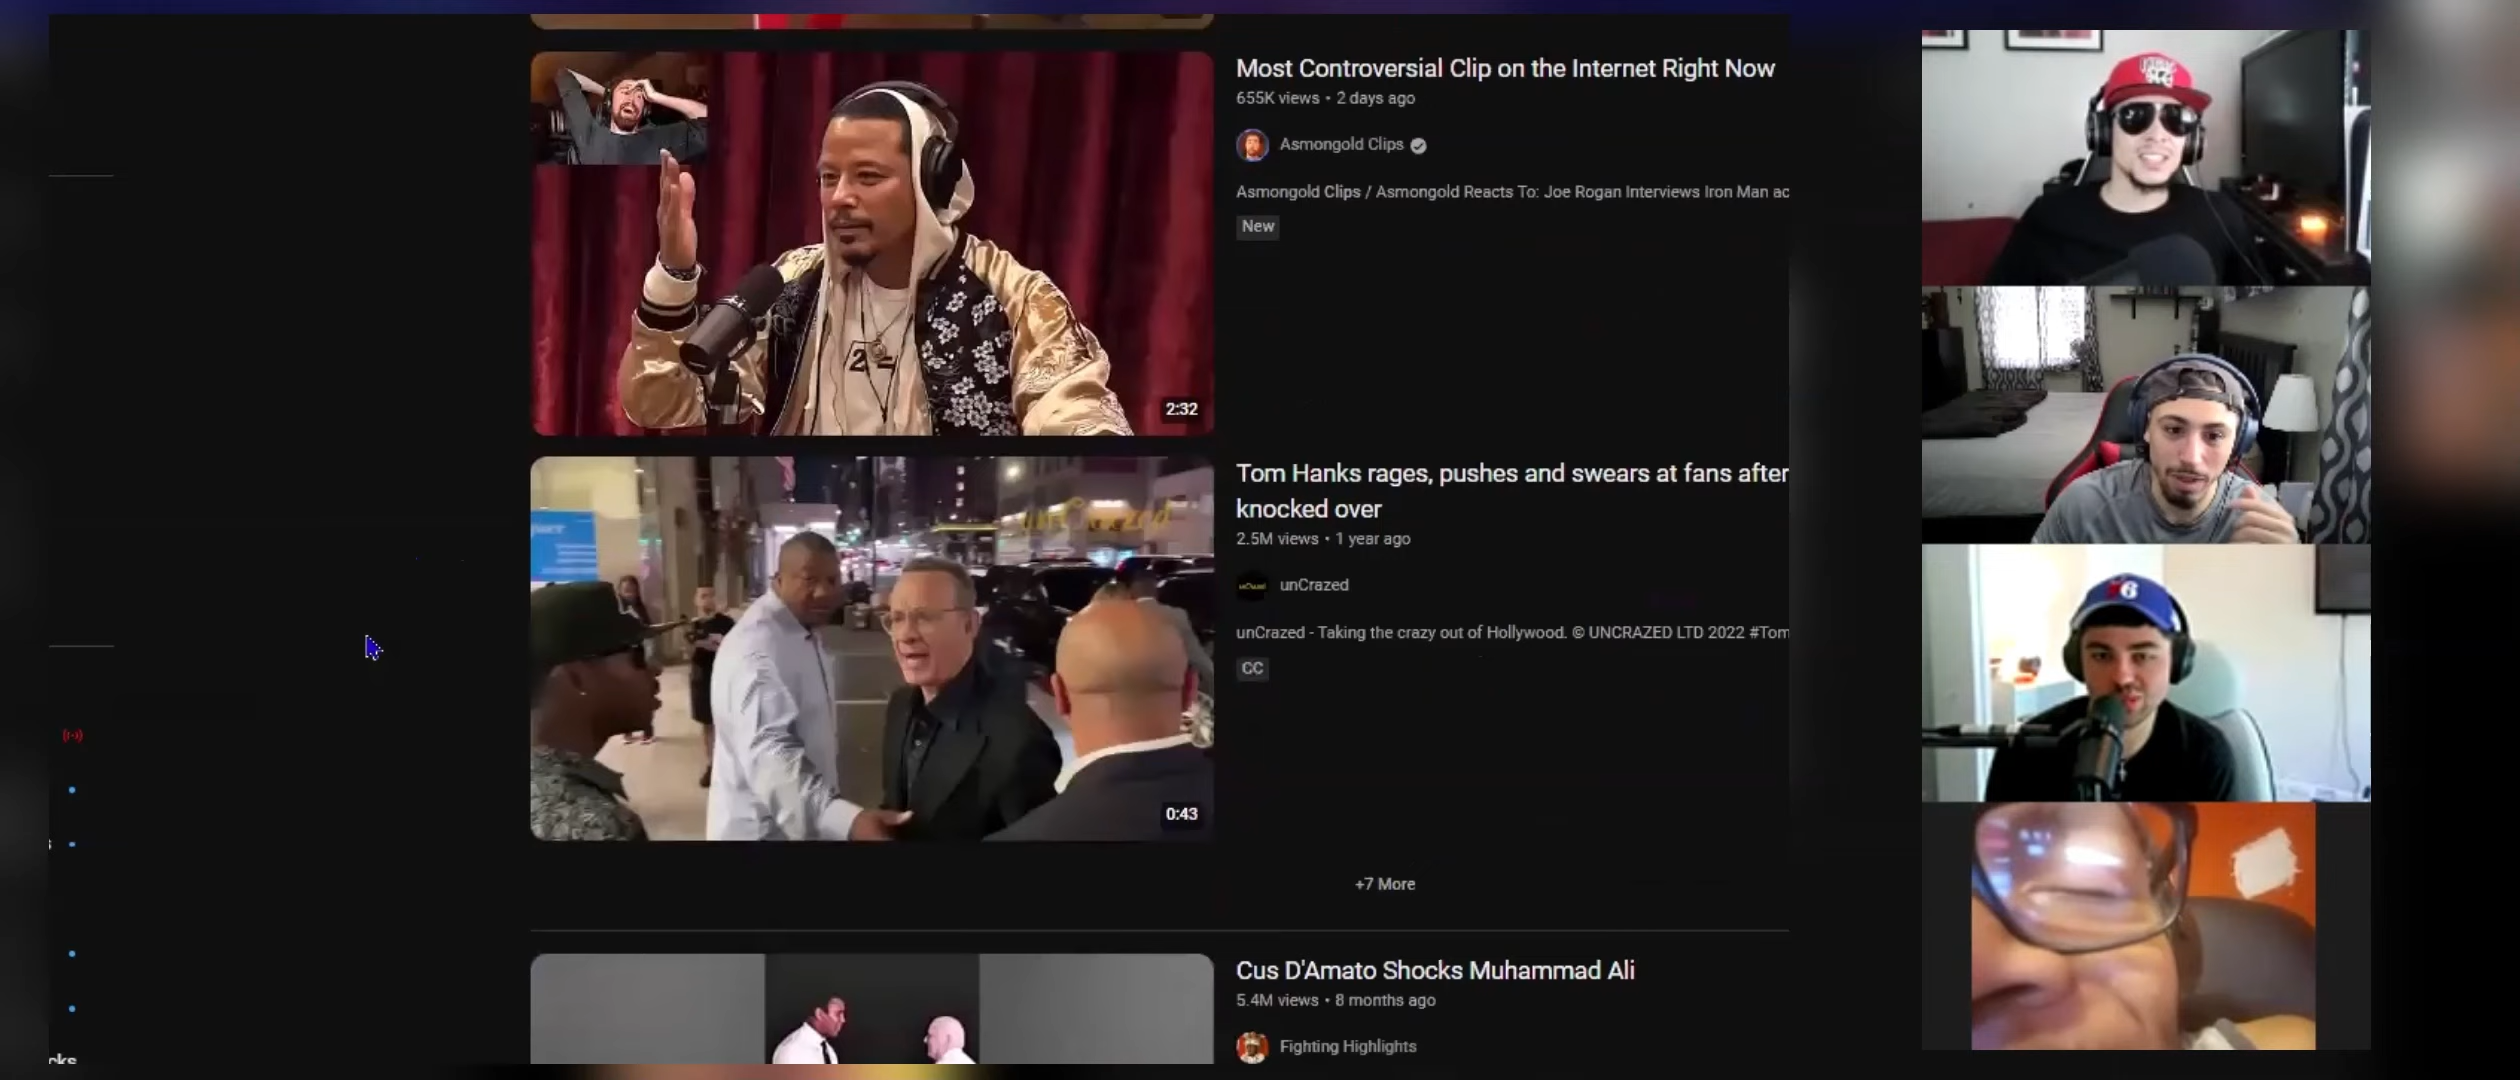 Most Controversial Clip on the Internet Right Now
655K views • 2 days ago
Asmongold Clips
Asmongold Clips / Asmongold Reacts To: Joe Rogan Interviews Iron Man ac
New
2:32
Tom Hanks rages, pushes and swears at fans after
knocked over
2.5M views • 1 year ago
unCrazed
unCrazed
unCrazed - Taking the crazy out of Hollywood. © UNCRAZED LTD 2022 #Tom
CC
0:43
+7 More
Cus D'Amato Shocks Muhammad Ali
5.4M views • 8 months ago
Fighting Highlights
cks